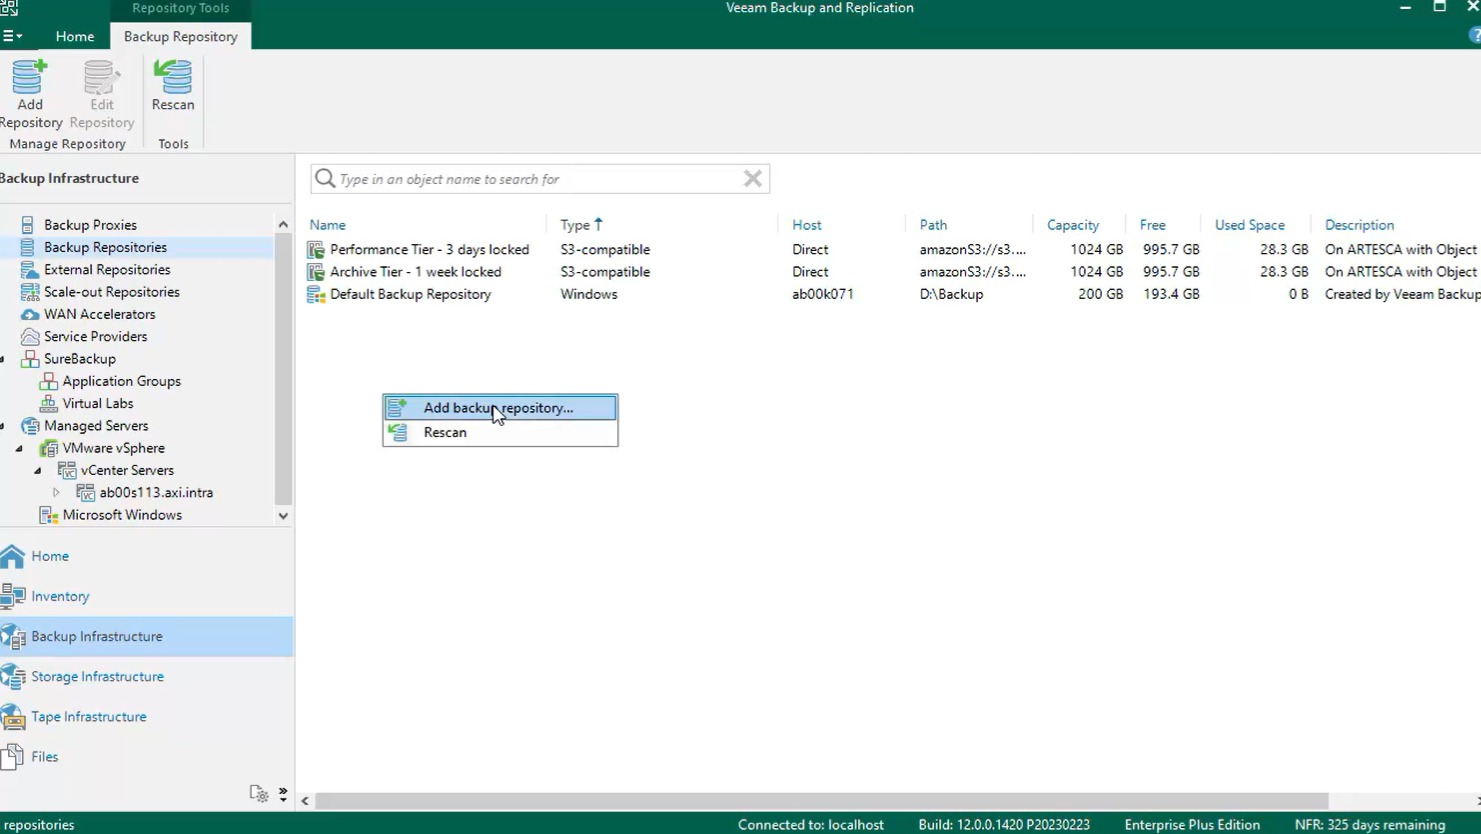 Repository Tools
Veeam Backup and Replication
Home
Backup Repository
Add
Repository
Edit
Repository
Rescan
Manage Repository
Tools
Backup Infrastructure
Type in an object name to search for
Backup Proxies
Backup Repositories
External Repositories
Scale-out Repositories
WAN Accelerators
Service Providers
SureBackup
Application Groups
Virtual Labs
Managed Servers
VMware vSphere
vCenter Servers
ab00s113.axi.intra
Microsoft Windows
Name Type Host Path Capacity Free Used Space Description
Performance Tier - 3 days locked S3-compatible Direct amazonS3://s3.... 1024 GB 995.7 GB 28.3 GB On ARTESCA with Object
Archive Tier - 1 week locked S3-compatible Direct amazonS3://s3.... 1024 GB 995.7 GB 28.3 GB On ARTESCA with Object
Default Backup Repository Windows ab00k071 D:\Backup 200 GB 193.4 GB 0 B Created by Veeam Backup
Add backup repository...
Rescan
Home
Inventory
Backup Infrastructure
Storage Infrastructure
Tape Infrastructure
Files
repositories
Connected to: localhost
Build: 12.0.0.1420 P20230223
Enterprise Plus Edition
NFR: 325 days remaining